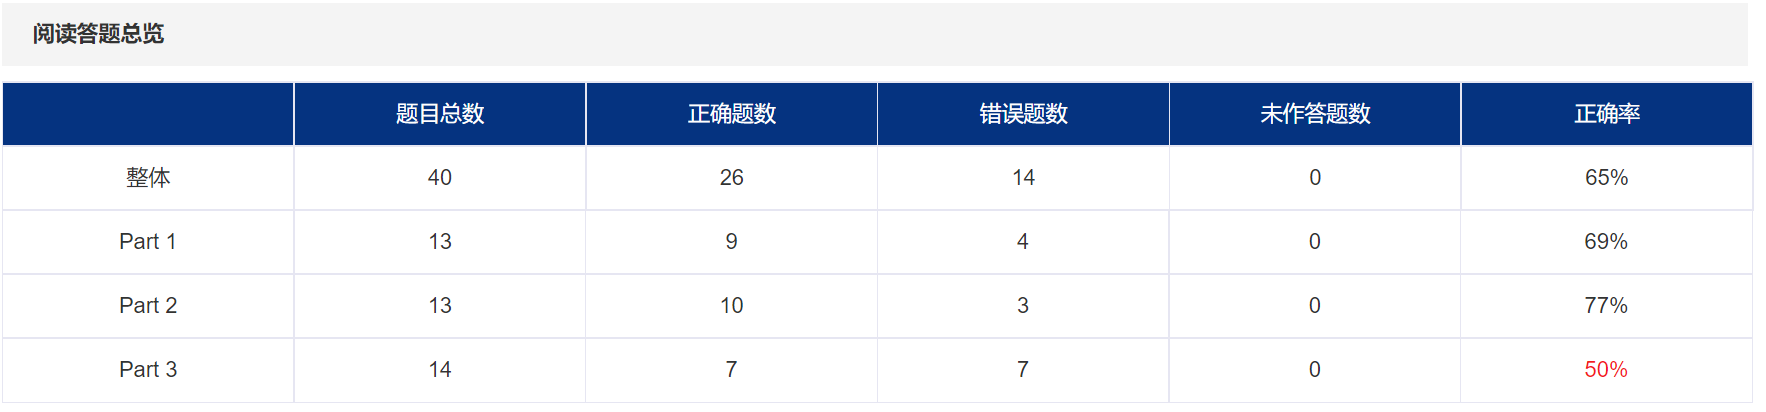 阅读答题总览
题目总数 正确题数 错误题数 未作答题数 正确率
整体 40 26 14 0 65%
Part 1 13 9 4 0 69%
Part 2 13 10 3 0 77%
Part 3 14 7 7 0 50%